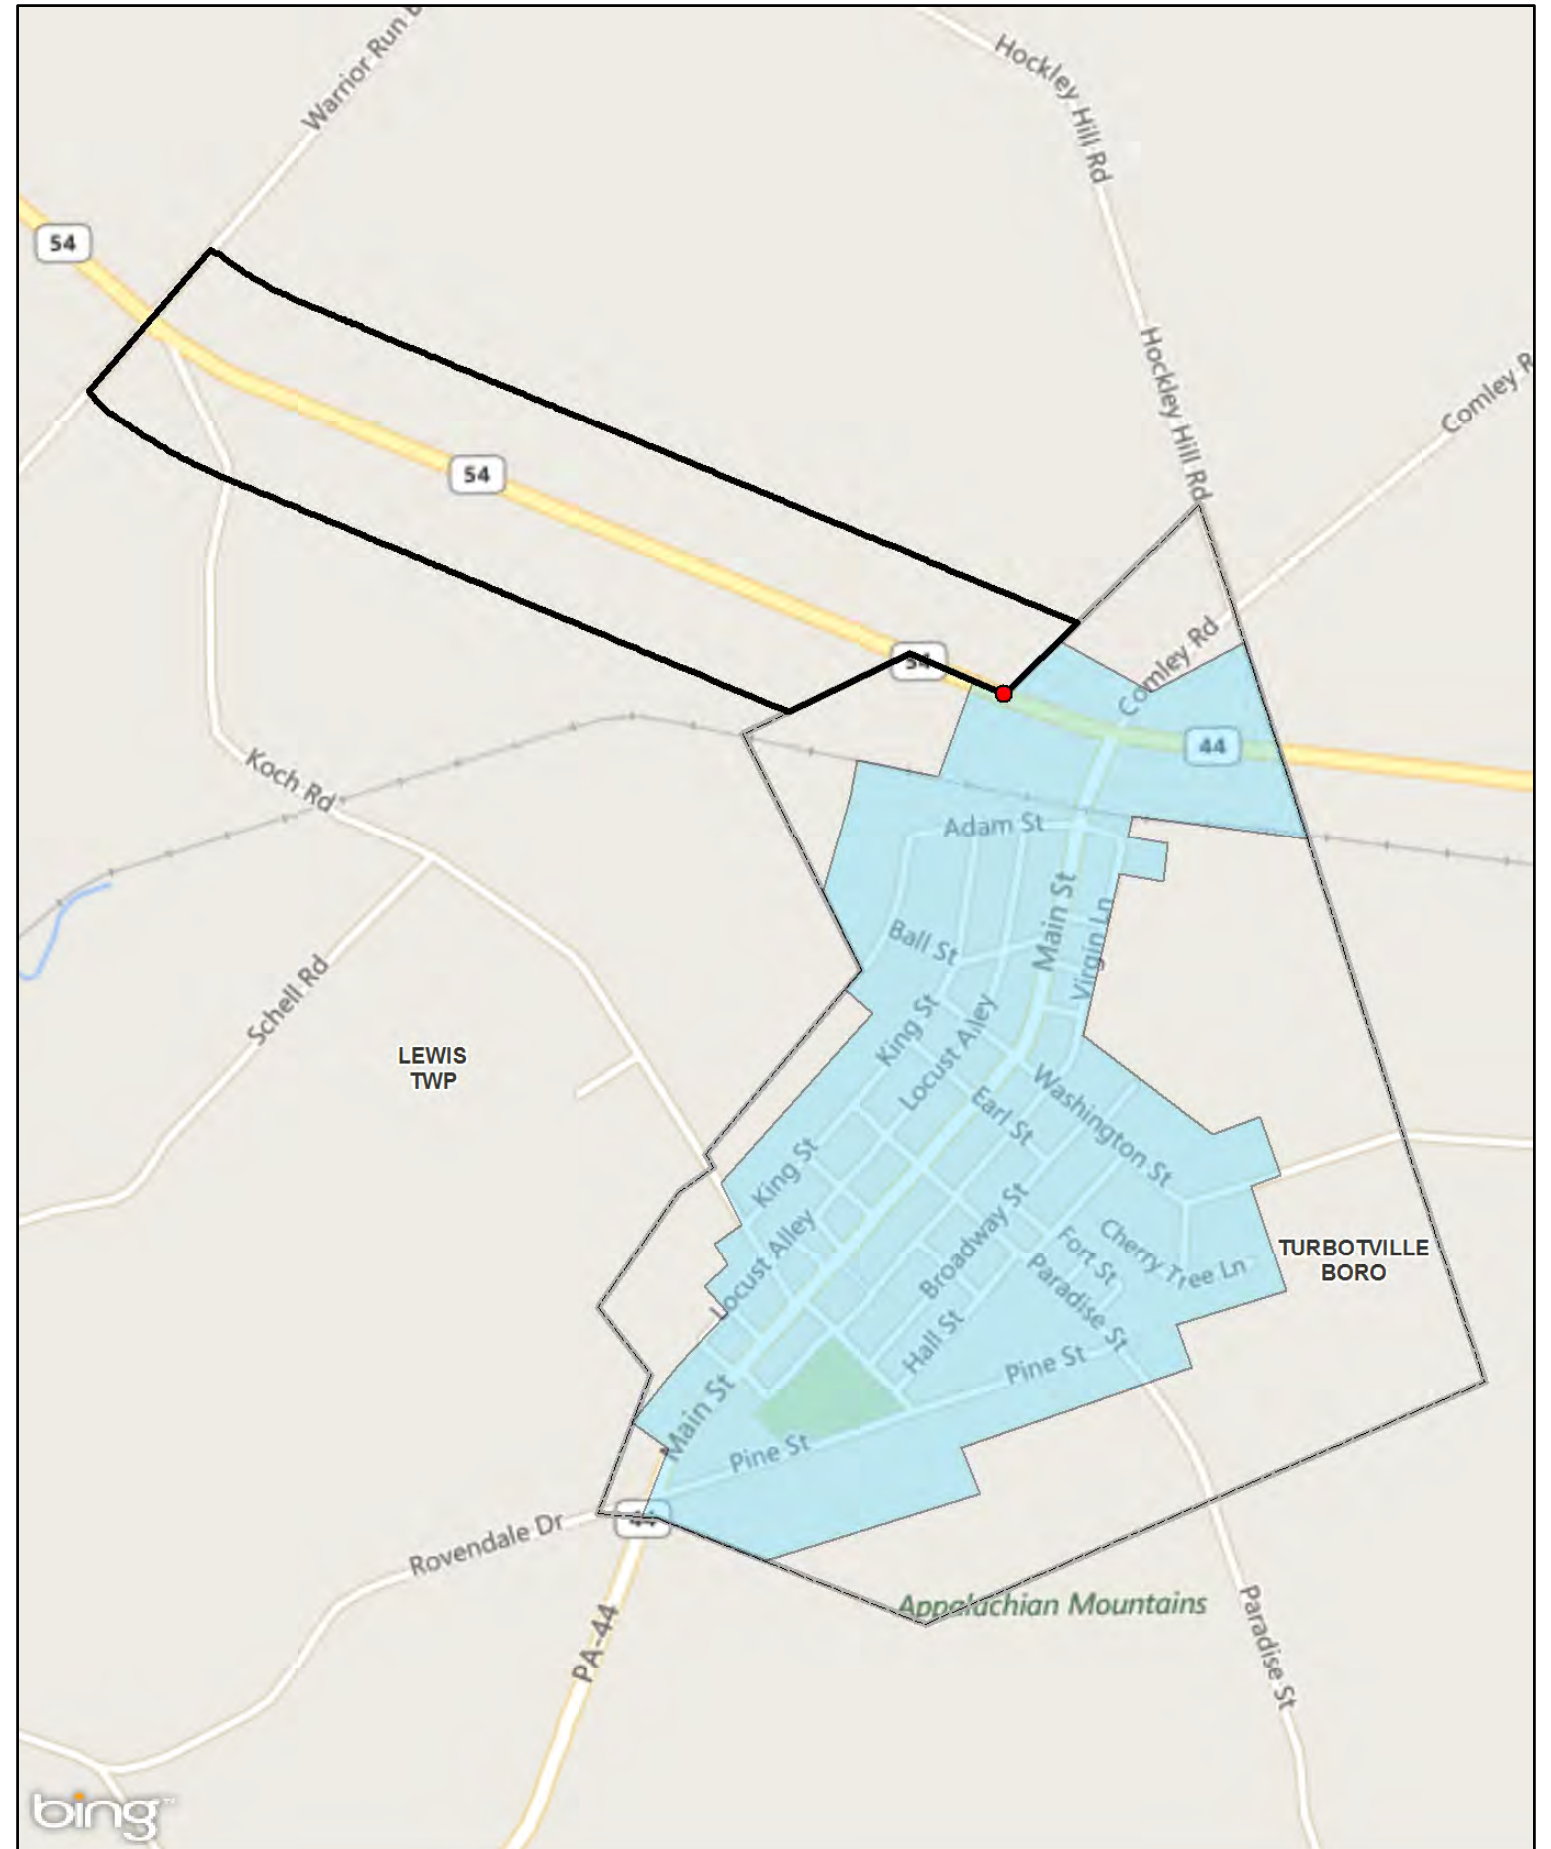 Warrior Run B
Hockley Hill Rd
54
Hockley Hill Rd
Comley R
54
54
Comley Rd
44
Koch Rd
Adam St
Main St
Ball St
Virgin Ln
Schell Rd
King St
Locust Alley
LEWIS
TWP
Washington St
Earl St
King St
Broadway St
Locust Alley
Fort St
Cherry Tree Ln
TURBOTVILLE
BORO
Paradise St
Hall St
Pine St
Main St
Pine St
44
Rovendale Dr
Appalachian Mountains
PA-44
Paradise St
bing™